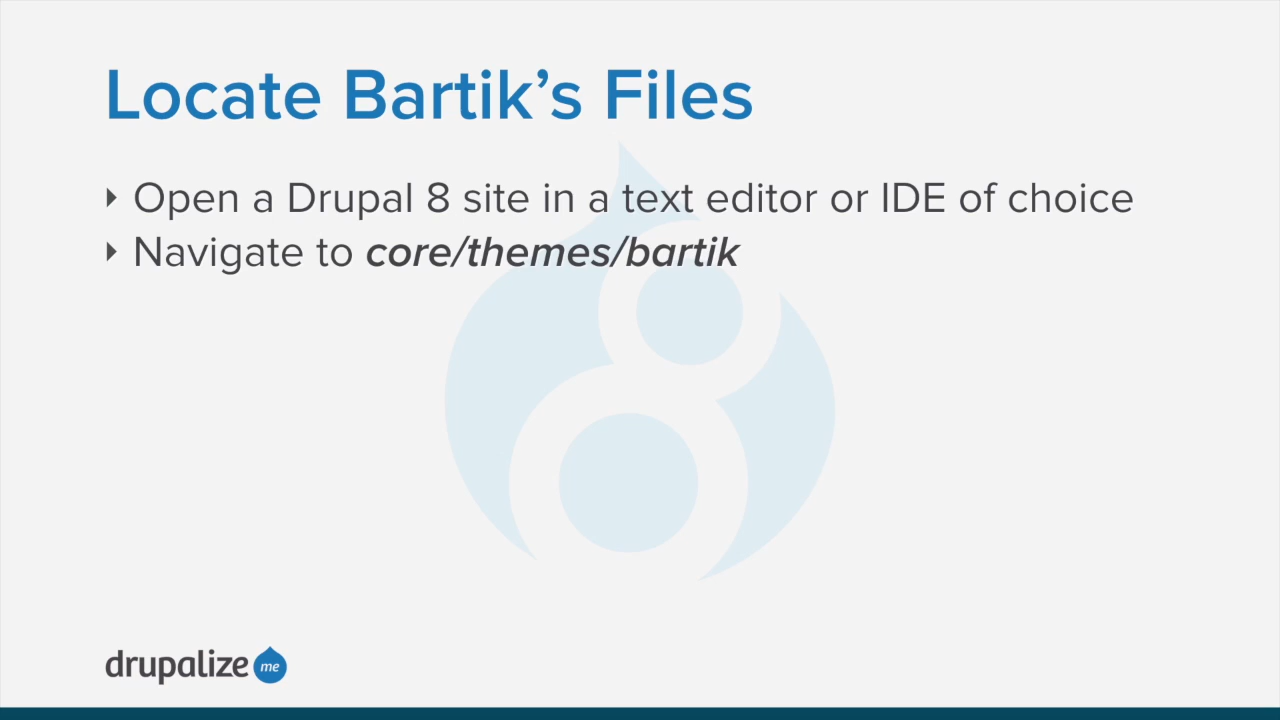 Locate Bartik’s Files
‣ Open a Drupal 8 site in a text editor or IDE of choice
‣ Navigate to core/themes/bartik
drupalize me